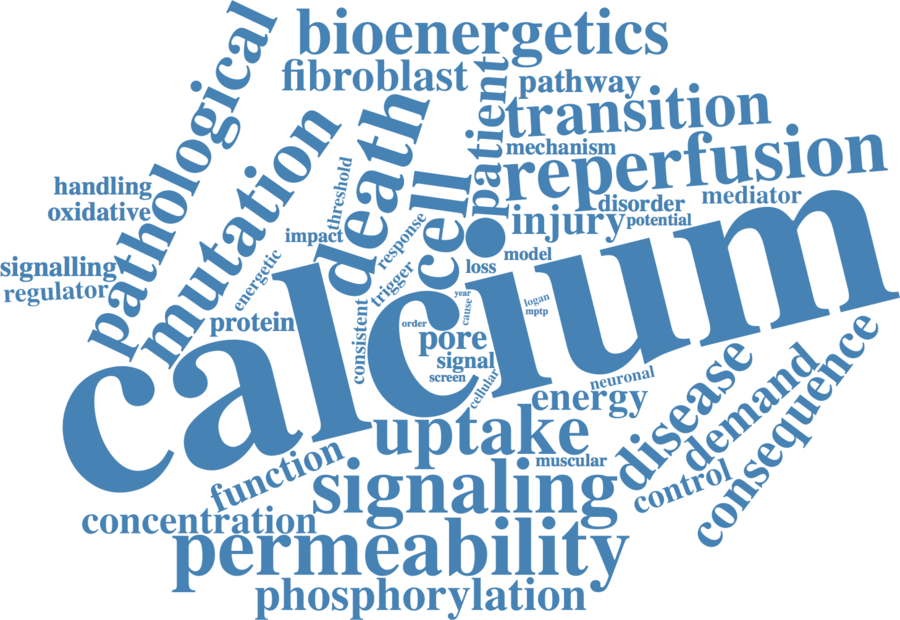 bioenergetics
fibroblast
pathological
pathway
transition
patient
mechanism
death
mutation
reperfusion
threshold
handling
oxidative
cell
disorder
mediator
injury
potential
impact
response
signalling
regulator
energetic
trigger
loss
model
calcium
protein
consistent
order
year
cause
logan
mptp
pore
signal
screen
cellular
neuronal
energy
disease
demand
consequence
uptake
muscular
function
signaling
control
concentration
permeability
phosphorylation